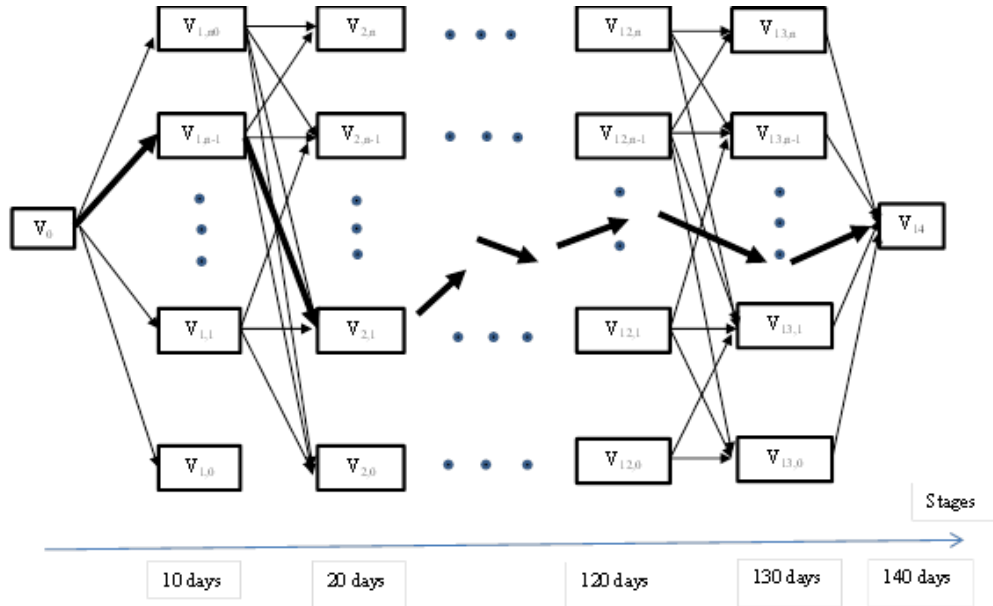 V1,n0
V2,n
V12,n
V13,n
V1,n-1
V2,n-1
V12,n-1
V13,n-1
V0
V14
V1,1
V2,1
V12,1
V13,1
V1,0
V2,0
V12,0
V13,0
Stages
10 days
20 days
120 days
130 days
140 days